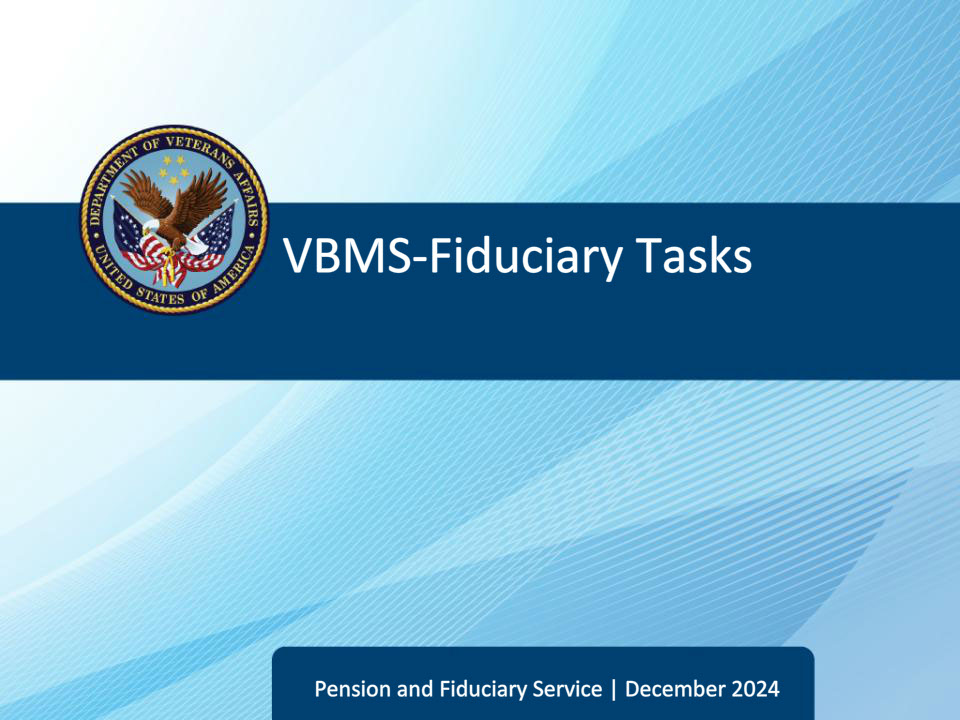 DEPARTMENT OF VETERANS AFFAIRS
UNITED STATES OF AMERICA
VBMS-Fiduciary Tasks
Pension and Fiduciary Service | December 2024